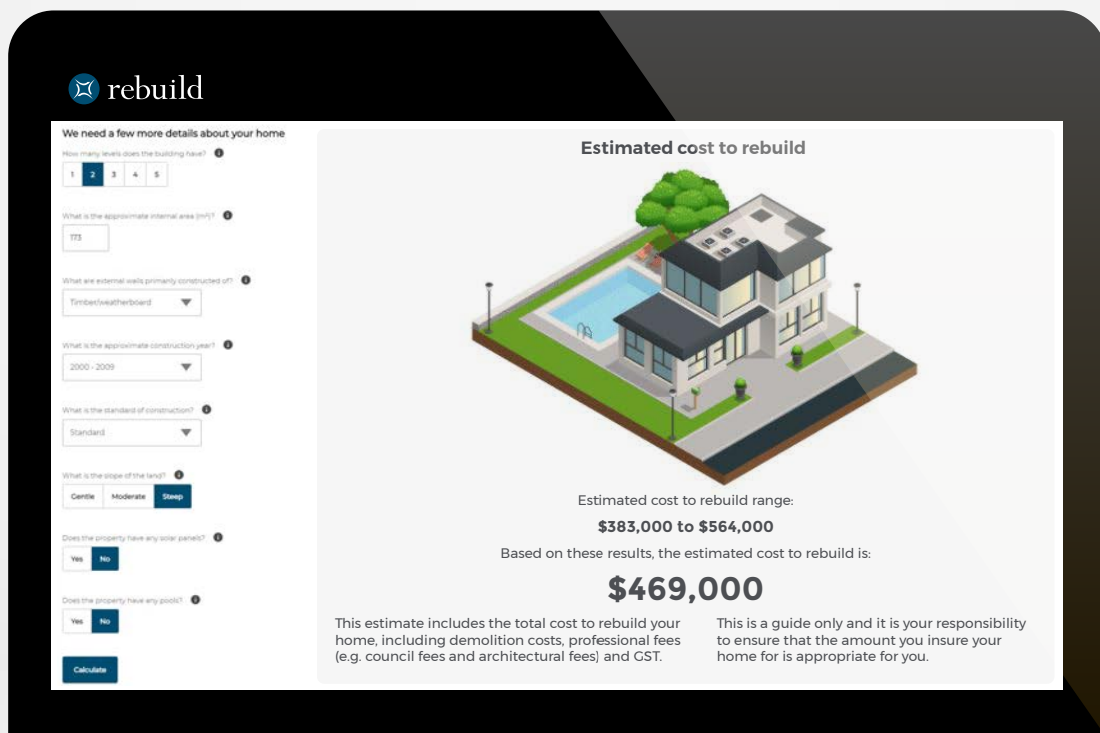 rebuild
We need a few more details about your home
How many levels does the building have?
1 2 3 4 5
What is the approximate internal area (m²)?
173
What are external walls primarily constructed of?
Timber/weatherboard
What is the approximate construction year?
2000 - 2009
What is the standard of construction?
Standard
What is the slope of the land?
Gentle Moderate Steep
Does the property have any solar panels?
Yes No
Does the property have any pools?
Yes No
Calculate
Estimated cost to rebuild
Estimated cost to rebuild range:
$383,000 to $564,000
Based on these results, the estimated cost to rebuild is:
$469,000
This estimate includes the total cost to rebuild your
home, including demolition costs, professional fees
(e.g. council fees and architectural fees) and GST.
This is a guide only and it is your responsibility
to ensure that the amount you insure your
home for is appropriate for you.